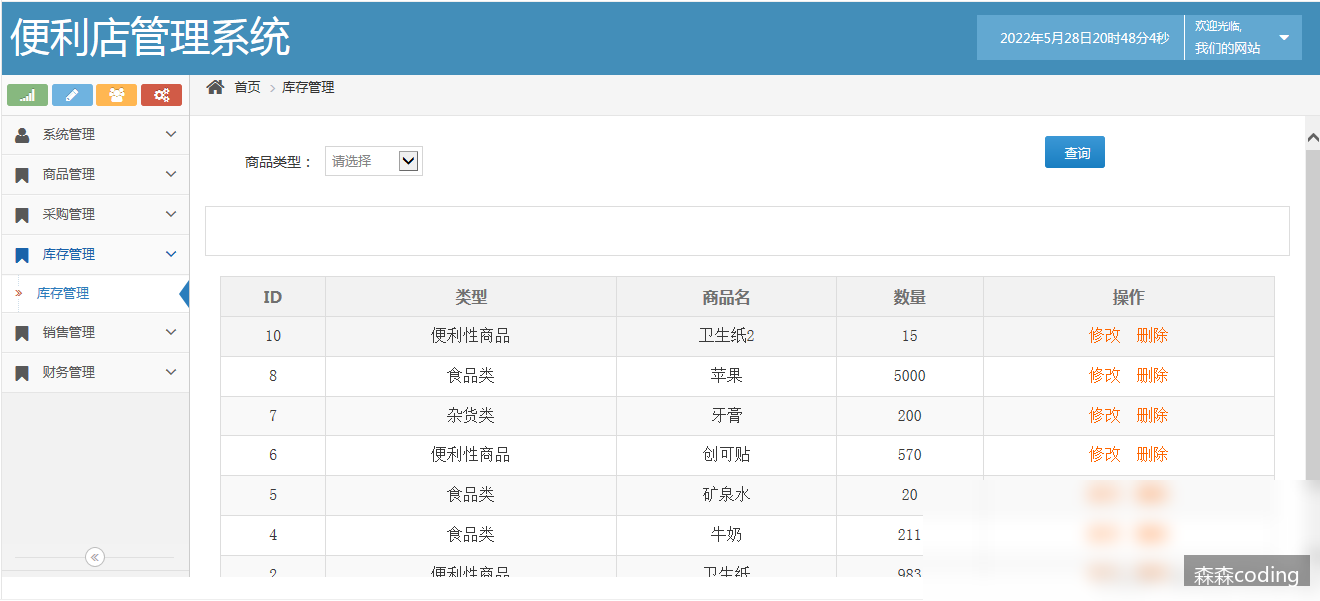 便利店管理系统
2022年5月28日20时48分4秒
欢迎光临,
我们的网站
首页 库存管理
系统管理
商品管理
采购管理
库存管理
库存管理
销售管理
财务管理
商品类型： 请选择 查询
ID 类型 商品名 数量 操作
10 便利性商品 卫生纸2 15 修改 删除
8 食品类 苹果 5000 修改 删除
7 杂货类 牙膏 200 修改 删除
6 便利性商品 创可贴 570 修改 删除
5 食品类 矿泉水 20
4 食品类 牛奶 211
2 便利性商品 卫生纸 983
森森coding